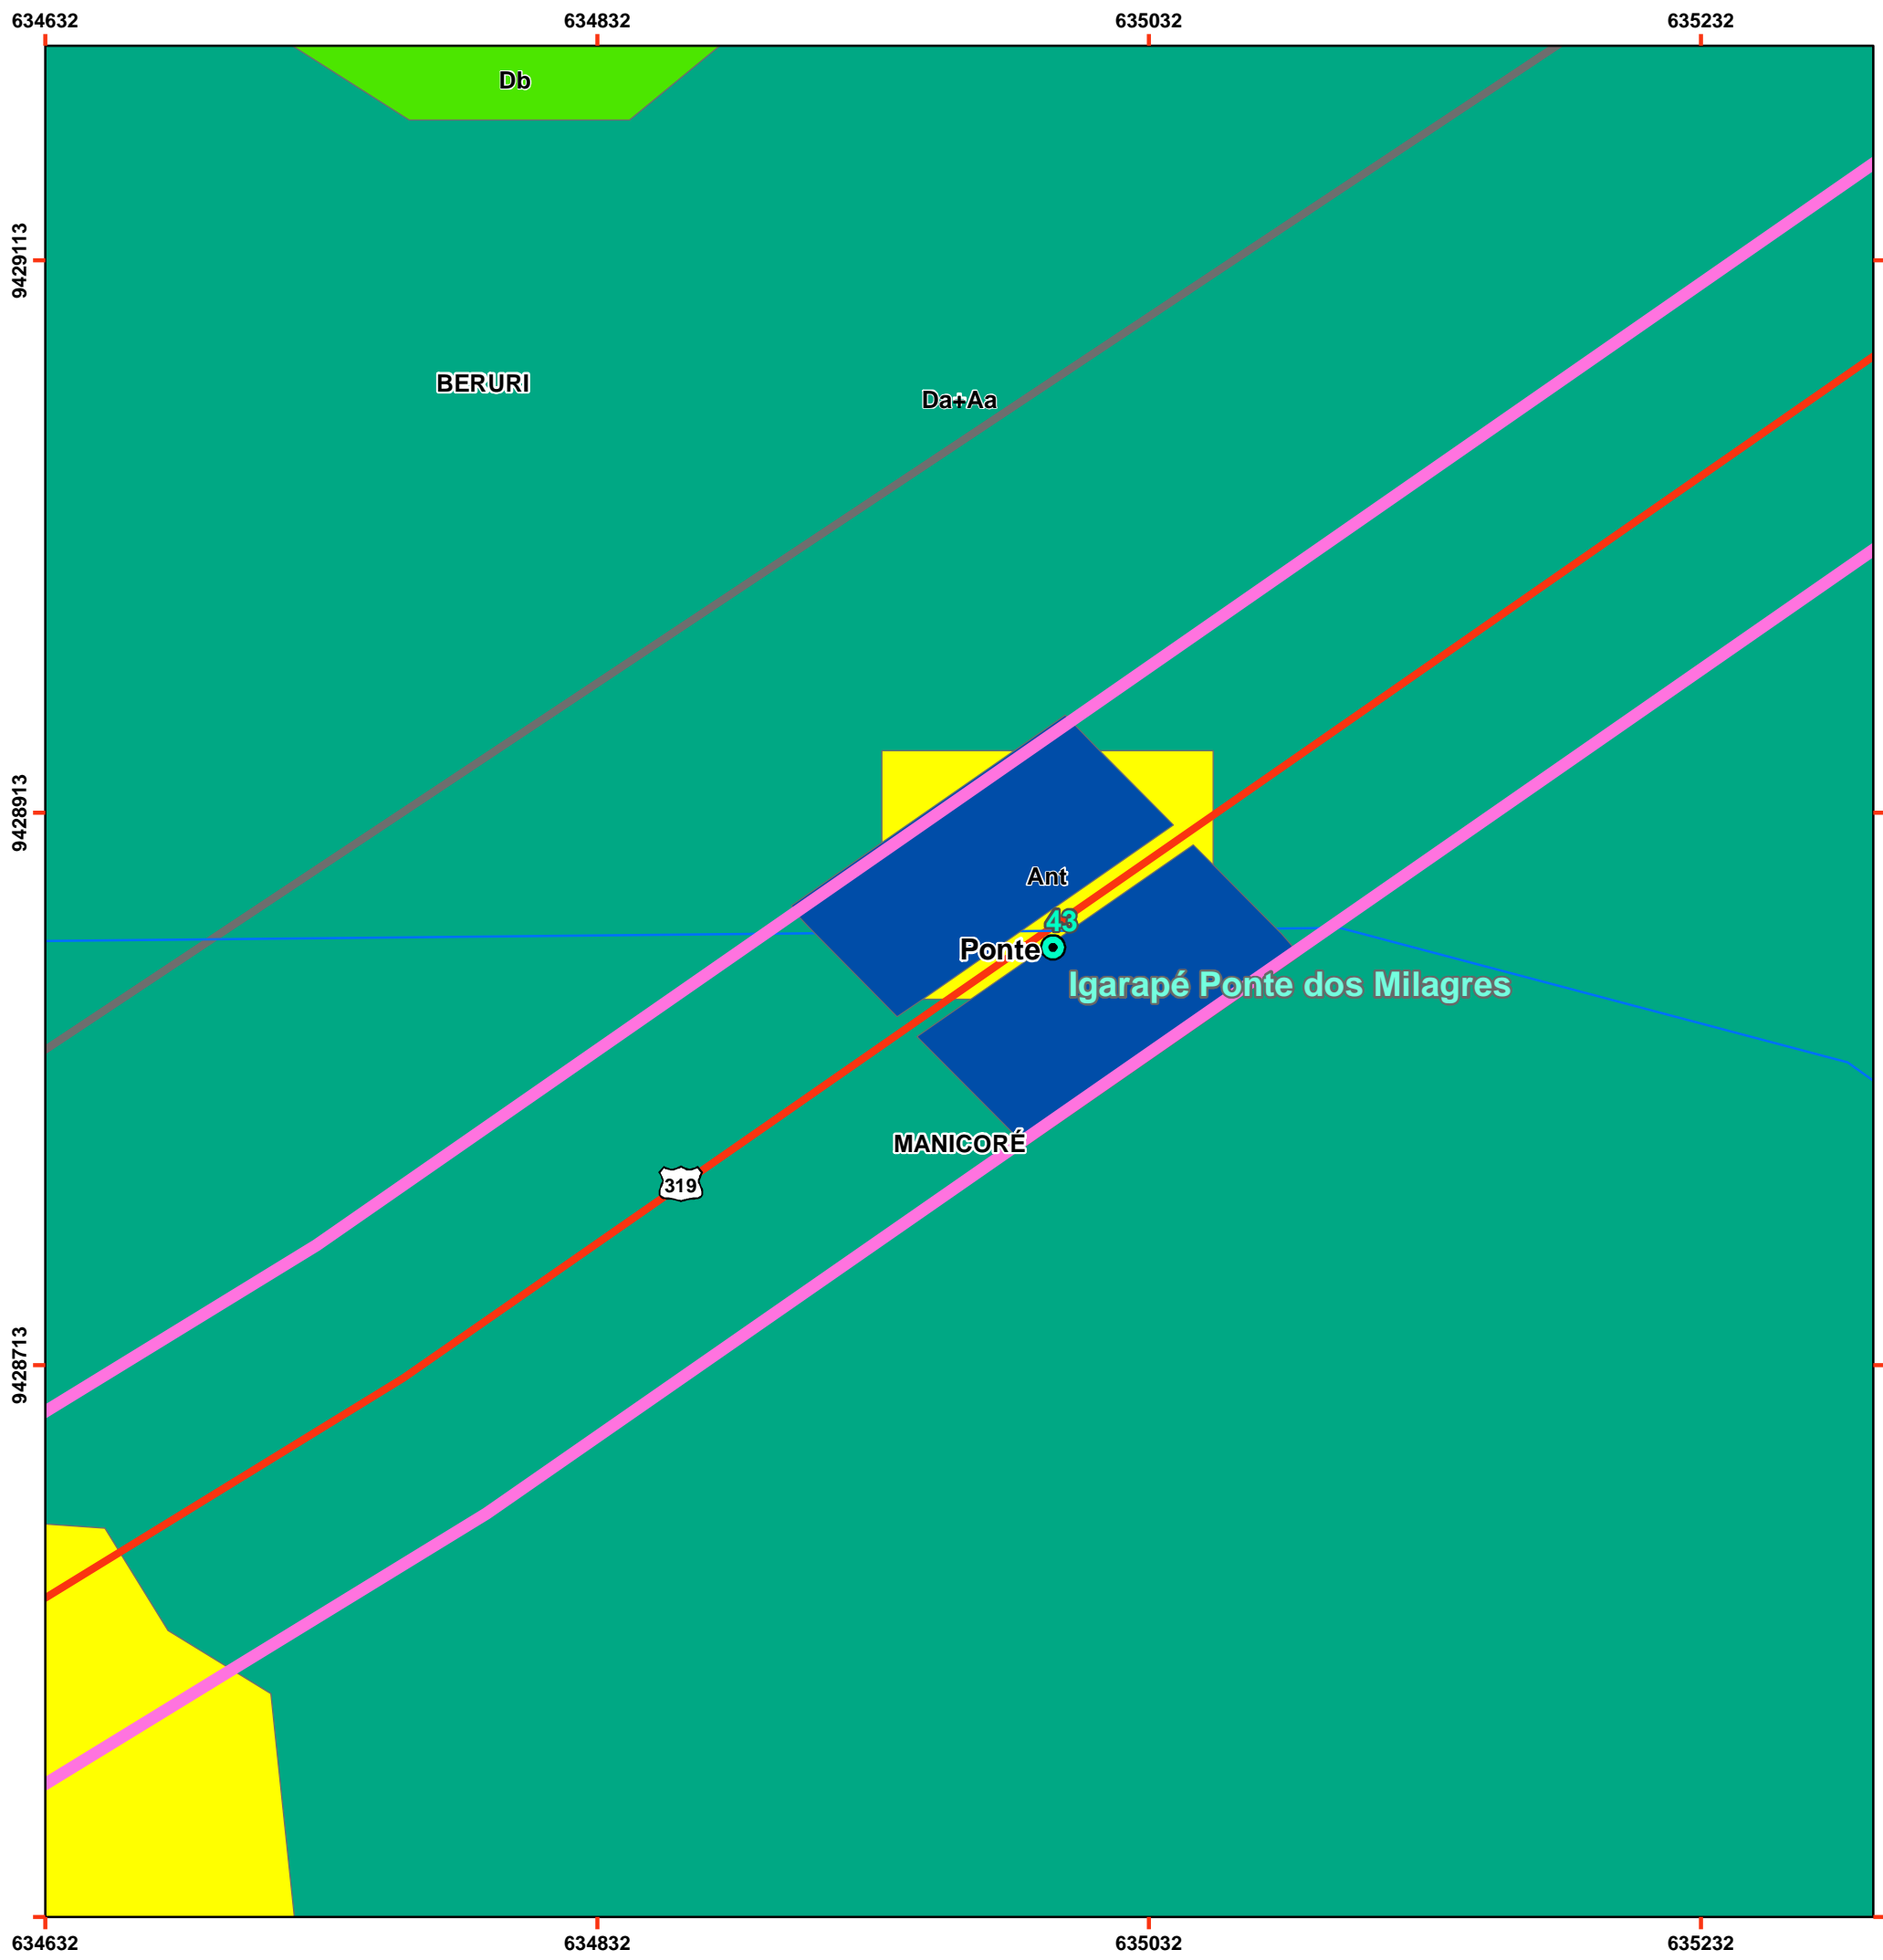 634632 634832 635032 635232
Db
9429113
BERURI
Da+Aa
9428913
Ant
43
Ponte
Igarapé Ponte dos Milagres
MANICORÉ
319
9428713
634632 634832 635032 635232